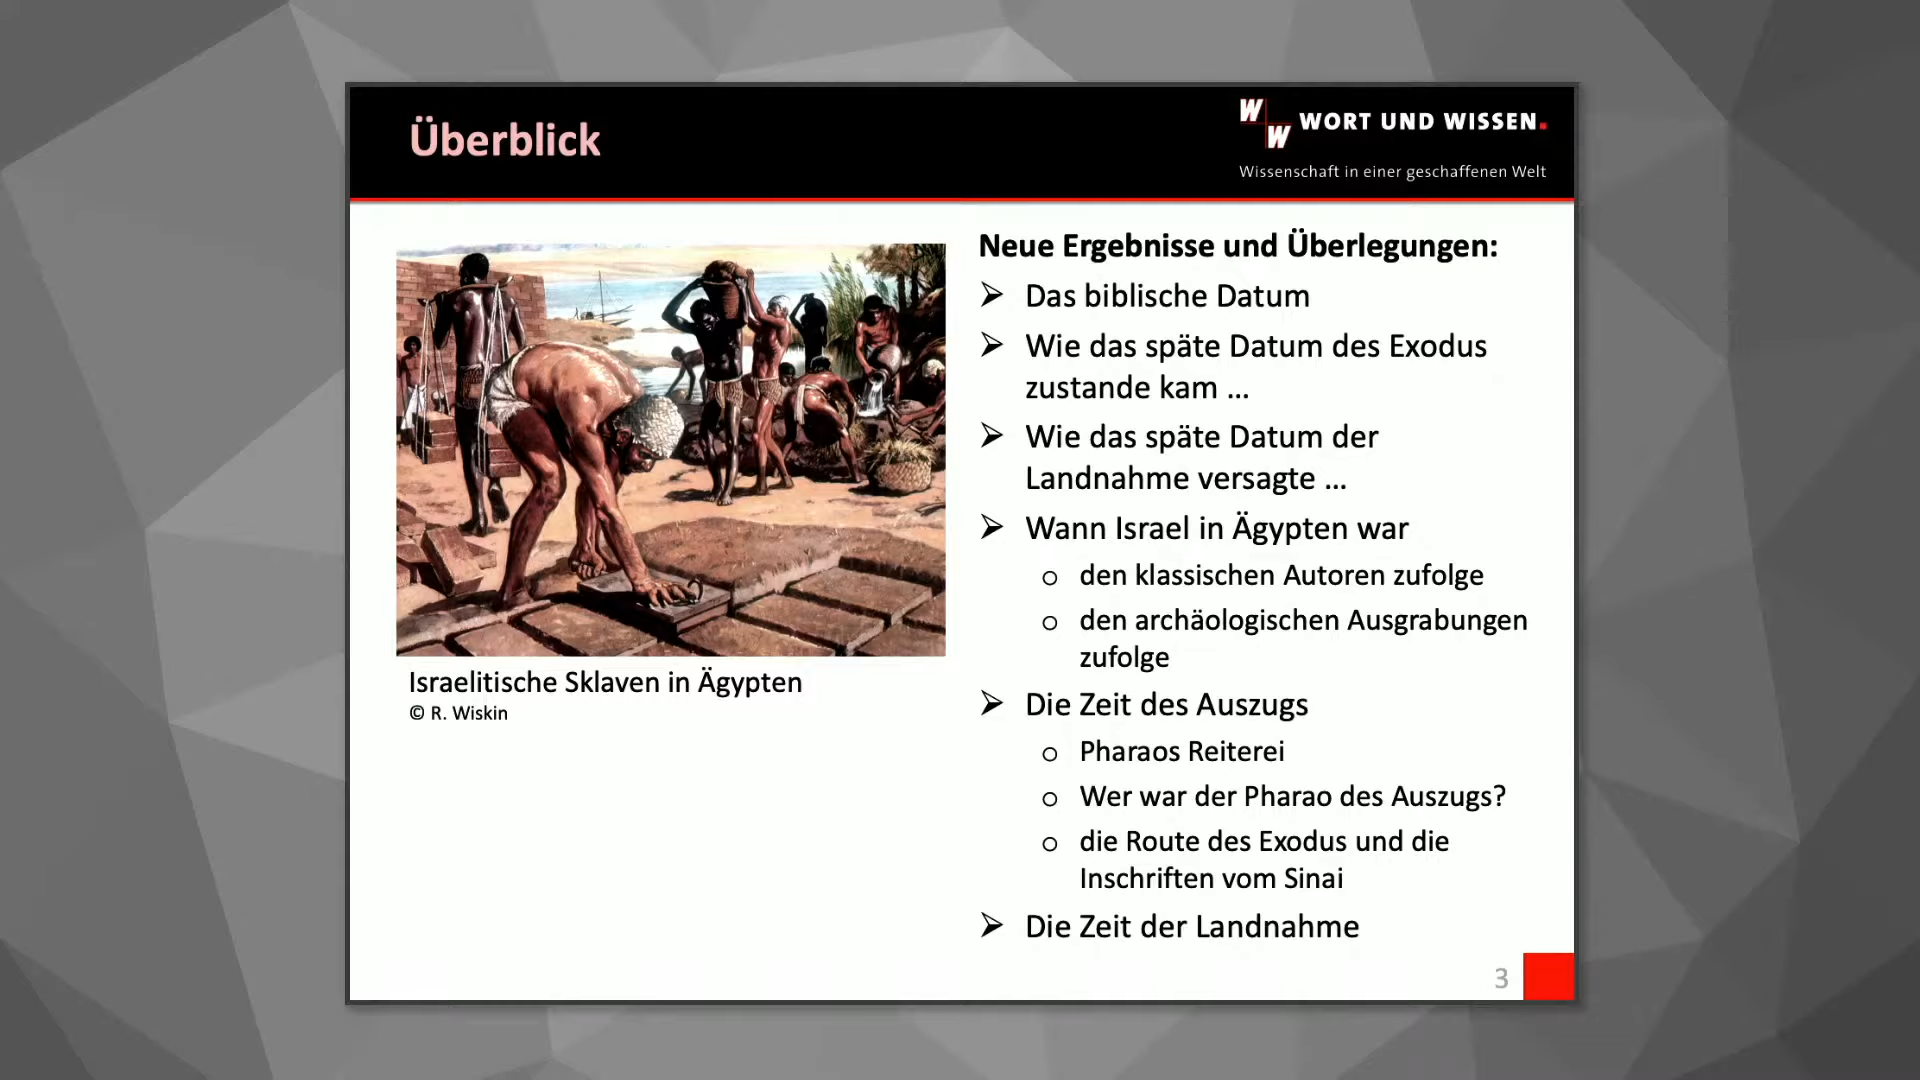 Überblick
W
W
WORT UND WISSEN.
Wissenschaft in einer geschaffenen Welt
Israelitische Sklaven in Ägypten
© R. Wiskin
Neue Ergebnisse und Überlegungen:
➢ Das biblische Datum
➢ Wie das späte Datum des Exodus
zustande kam ...
➢ Wie das späte Datum der
Landnahme versagte ...
➢ Wann Israel in Ägypten war
o den klassischen Autoren zufolge
o den archäologischen Ausgrabungen
zufolge
➢ Die Zeit des Auszugs
o Pharaos Reiterei
o Wer war der Pharao des Auszugs?
o die Route des Exodus und die
Inschriften vom Sinai
➢ Die Zeit der Landnahme
3